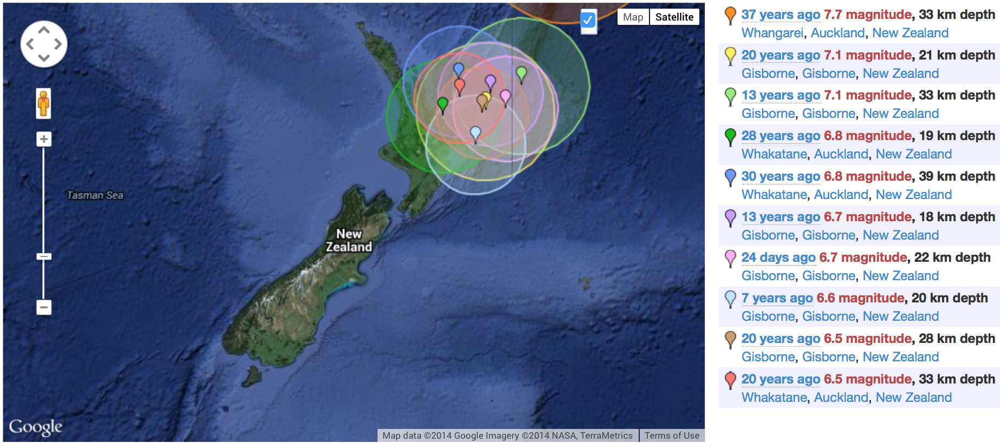 Map
Satellite
Tasman Sea
New
Zealand
Google
Map data ©2014 Google Imagery ©2014 NASA, TerraMetrics
Terms of Use
37 years ago 7.7 magnitude, 33 km depth
Whangarei, Auckland, New Zealand
20 years ago 7.1 magnitude, 21 km depth
Gisborne, Gisborne, New Zealand
13 years ago 7.1 magnitude, 33 km depth
Gisborne, Gisborne, New Zealand
28 years ago 6.8 magnitude, 19 km depth
Whakatane, Auckland, New Zealand
30 years ago 6.8 magnitude, 39 km depth
Whakatane, Auckland, New Zealand
13 years ago 6.7 magnitude, 18 km depth
Gisborne, Gisborne, New Zealand
24 days ago 6.7 magnitude, 22 km depth
Gisborne, Gisborne, New Zealand
7 years ago 6.6 magnitude, 20 km depth
Gisborne, Gisborne, New Zealand
20 years ago 6.5 magnitude, 28 km depth
Gisborne, Gisborne, New Zealand
20 years ago 6.5 magnitude, 33 km depth
Whakatane, Auckland, New Zealand